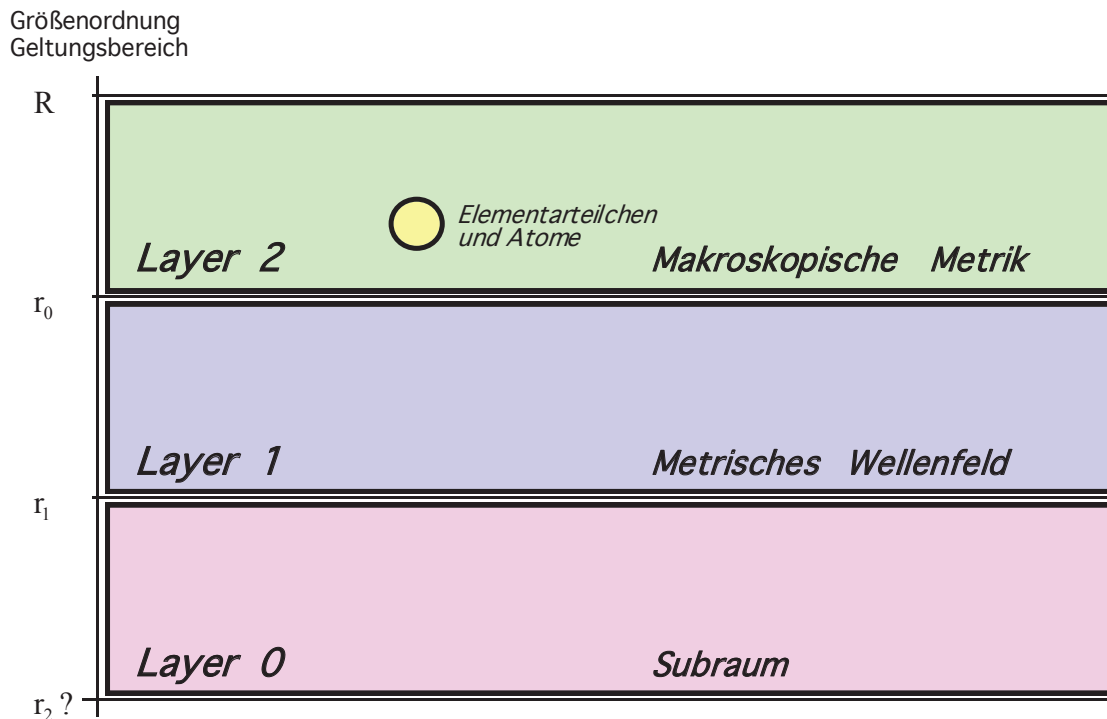 Größenordnung
Geltungsbereich
R
Elementarteilchen
und Atome
Layer 2 Makroskopische Metrik
r₀
Layer 1 Metrisches Wellenfeld
r₁
Layer 0 Subraum
r₂ ?